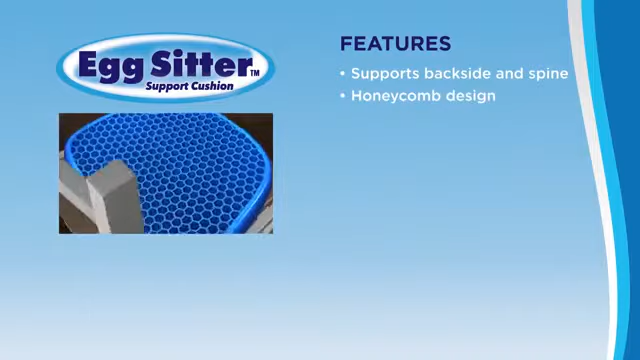 Egg Sitter™
Support Cushion
FEATURES
• Supports backside and spine
• Honeycomb design